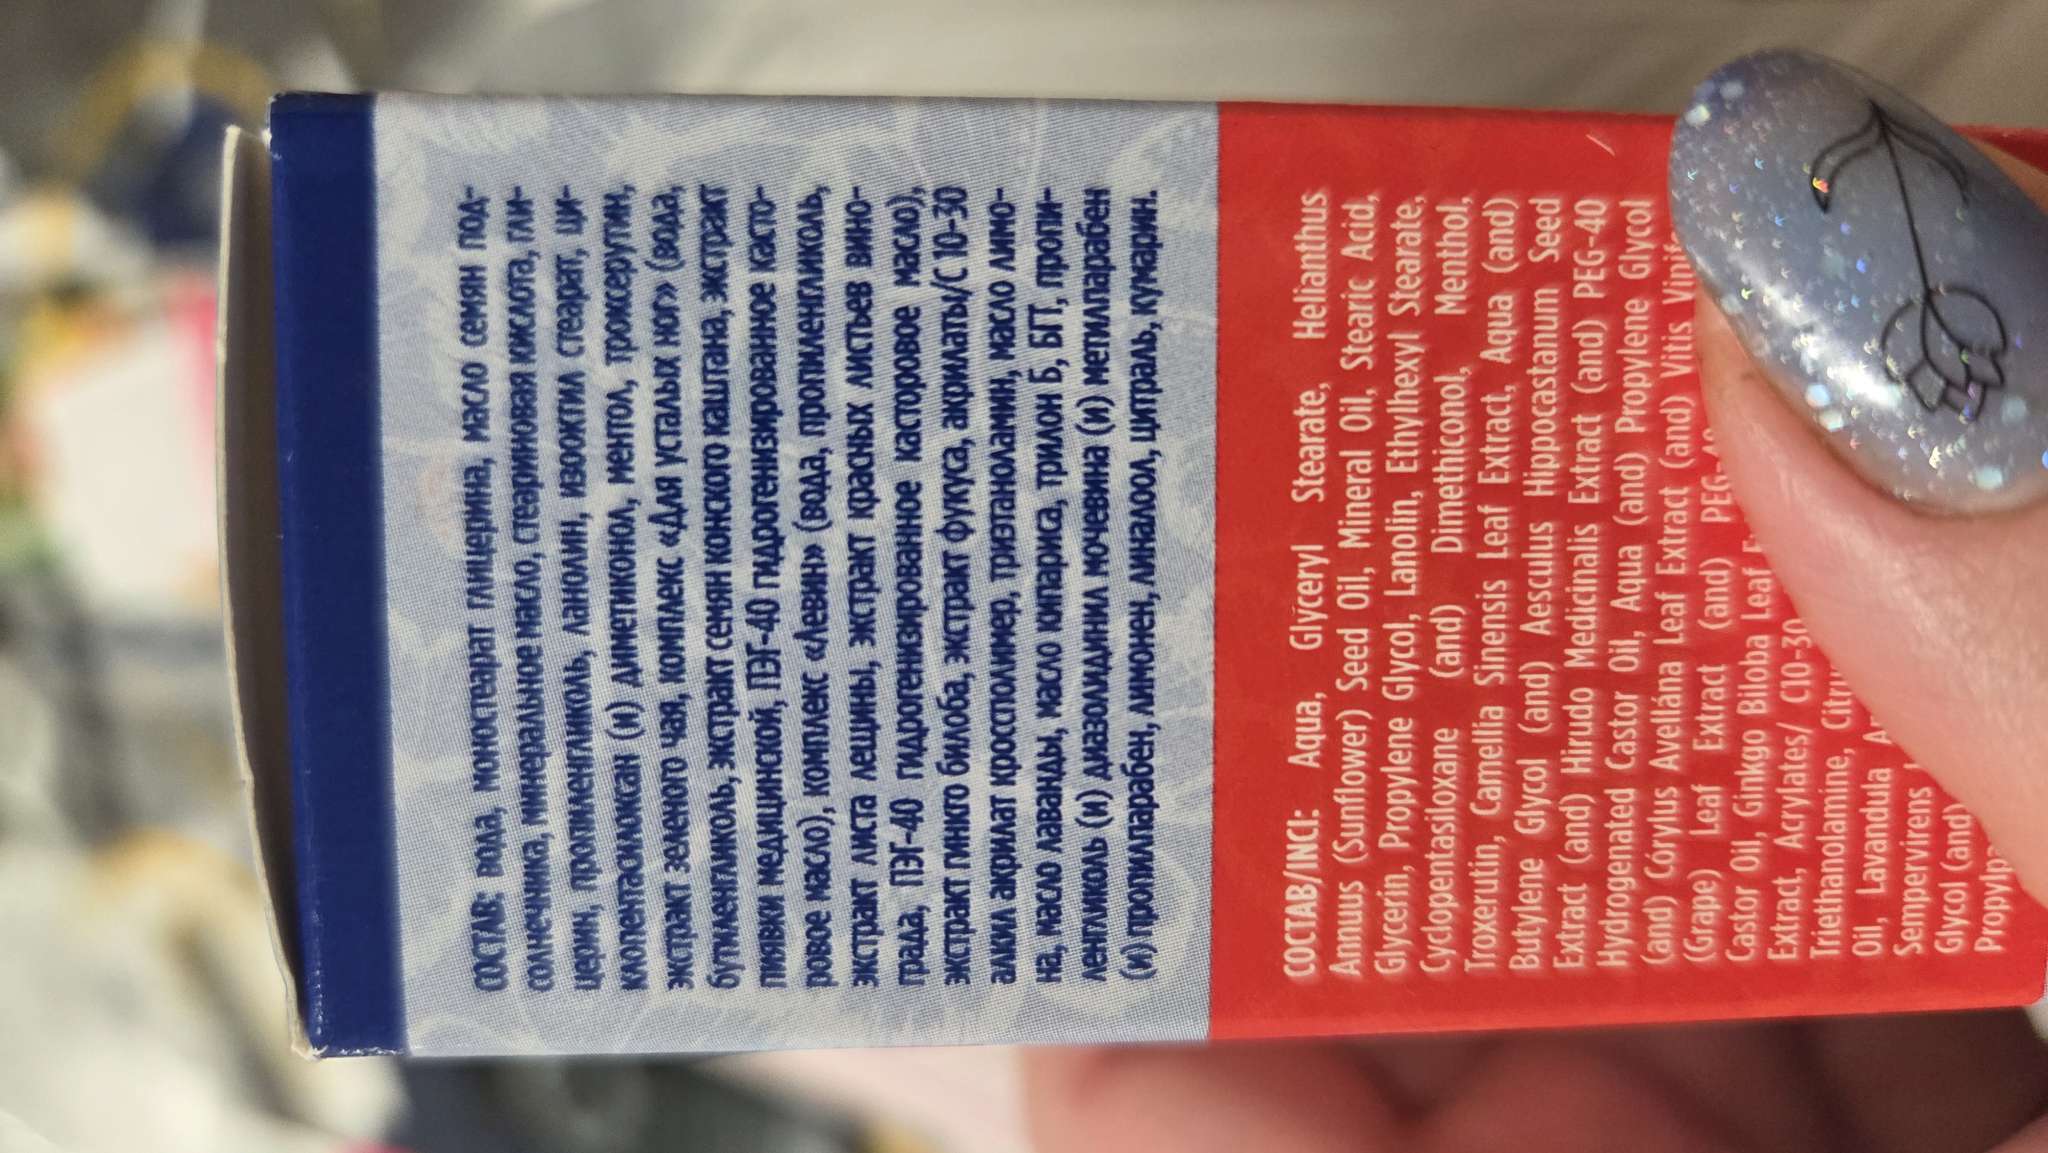 СОСТАВ: вода, моностеарат глицерина, масло семян под-
солнечника, минеральное масло, стеариновая кислота, гли-
церин, пропиленгликоль, ланолин, изооктил стеарат, ци-
клопентасилоксан (и) диметиконол, ментол, троксерутин,
экстракт зеленого чая, комплекс «Для усталых ног» (вода,
бутиленгликоль, экстракт семян конского каштана, экстракт
пиявки медицинской, ПЭГ-40 гидрогенизированное касто-
ровое масло), комплекс «Левин» (вода, пропиленгликоль,
экстракт листа лещины, экстракт красных листьев вино-
града, ПЭГ-40 гидрогенизированное касторовое масло),
экстракт гинкго билоба, экстракт фукуса, акрилаты/С 10-30
алкил акрилат кросполимер, триэтаноламин, масло лимо-
на, масло лаванды, масло кипариса, трилон Б, БГТ, пропи-
ленгликоль (и) диазолидинил мочевина (и) метилпарабен
(и) пропилпарабен, лимонен, линалоол, цитраль, кумарин.
СОСТАВ/INCI: Aqua, Glyceryl Stearate, Helianthus
Annuus (Sunflower) Seed Oil, Mineral Oil, Stearic Acid,
Glycerin, Propylene Glycol, Lanolin, Ethylhexyl Stearate,
Cyclopentasiloxane (and) Dimethiconol, Menthol,
Troxerutin, Camellia Sinensis Leaf Extract, Aqua (and)
Butylene Glycol (and) Aesculus Hippocastanum Seed
Extract (and) Hirudo Medicinalis Extract (and) PEG-40
Hydrogenated Castor Oil, Aqua (and) Propylene Glycol
(and) Córylus Avellána Leaf Extract (and) Vitis
(Grape) Leaf Extract (and)
Castor Oil, Ginkgo Biloba Leaf
Extract, Acrylates/ C10-30
Triethanolamine,
Oil, Lavandula
Sempervirens
Glycol (and)